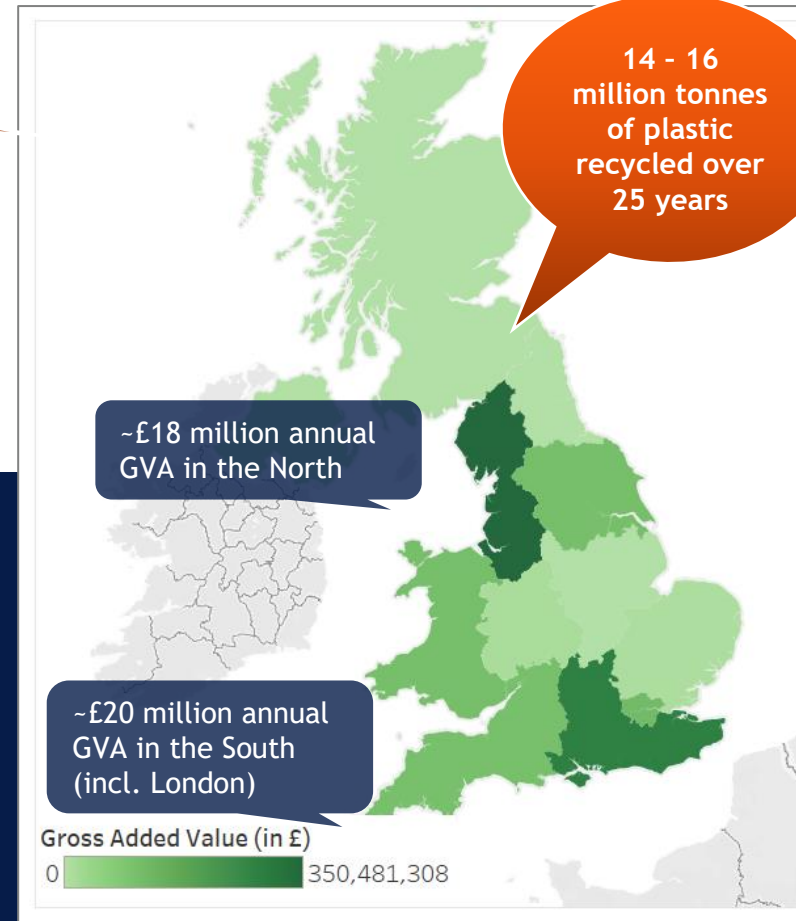 14 – 16
million tonnes
of plastic
recycled over
25 years
~£18 million annual
GVA in the North
~£20 million annual
GVA in the South
(incl. London)
Gross Added Value (in £)
0 350,481,308